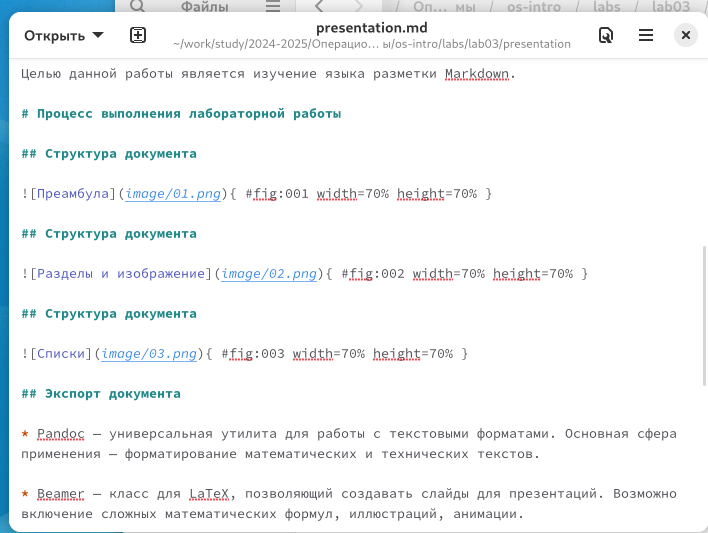 Файлы
/ Оп… мы / os-intro / labs / lab03 /
Открыть
presentation.md
~/work/study/2024-2025/Операцио… ы/os-intro/labs/lab03/presentation
Целью данной работы является изучение языка разметки Markdown.
# Процесс выполнения лабораторной работы
## Структура документа
![Преамбула](image/01.png){ #fig:001 width=70% height=70% }
## Структура документа
![Разделы и изображение](image/02.png){ #fig:002 width=70% height=70% }
## Структура документа
![Списки](image/03.png){ #fig:003 width=70% height=70% }
## Экспорт документа
* Pandoc — универсальная утилита для работы с текстовыми форматами. Основная сфера
применения — форматирование математических и технических текстов.
* Beamer — класс для LaTeX, позволяющий создавать слайды для презентаций. Возможно
включение сложных математических формул, иллюстраций, анимации.